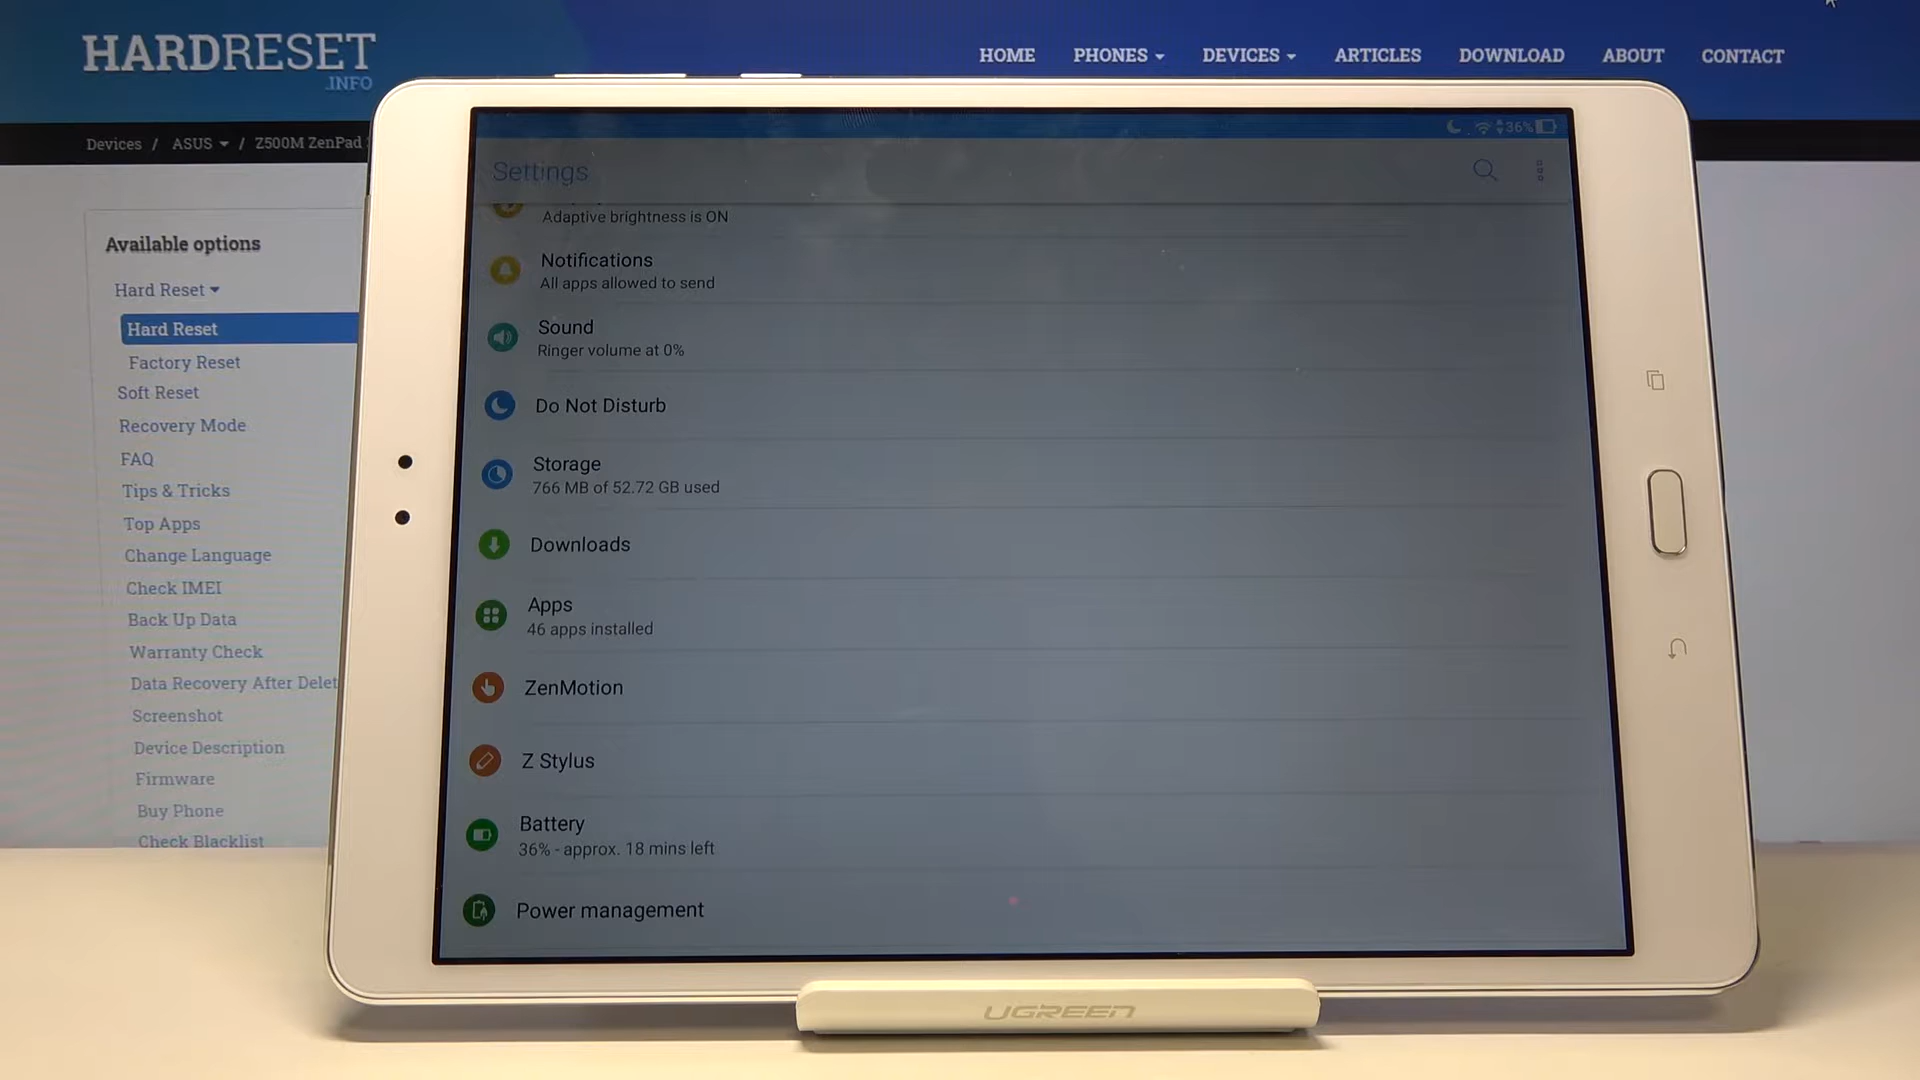 HARDRESET
.INFO
HOME PHONES DEVICES ARTICLES DOWNLOAD ABOUT CONTACT
Devices / ASUS / Z500M ZenPad
Available options
Hard Reset
Hard Reset
Factory Reset
Soft Reset
Recovery Mode
FAQ
Tips & Tricks
Top Apps
Change Language
Check IMEI
Back Up Data
Warranty Check
Data Recovery After Delet
Screenshot
Device Description
Firmware
Buy Phone
Check Blacklist
36%
Settings
Adaptive brightness is ON
Notifications
All apps allowed to send
Sound
Ringer volume at 0%
Do Not Disturb
Storage
766 MB of 52.72 GB used
Downloads
Apps
46 apps installed
ZenMotion
Z Stylus
Battery
36% - approx. 18 mins left
Power management
UGREEN